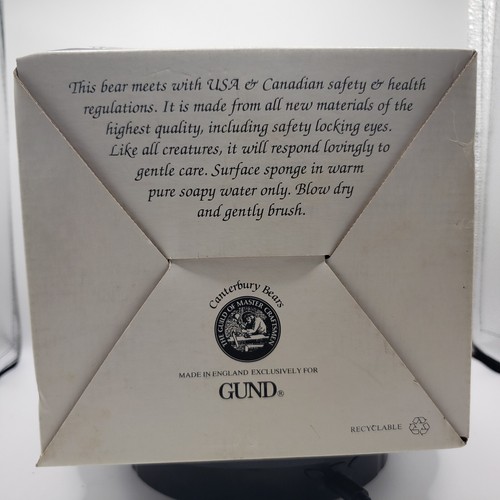 This bear meets with USA & Canadian safety & health
regulations. It is made from all new materials of the
highest quality, including safety locking eyes.
Like all creatures, it will respond lovingly to
gentle care. Surface sponge in warm
pure soapy water only. Blow dry
and gently brush.
Canterbury Bears
THE GUILD OF MASTER CRAFTSMEN
MADE IN ENGLAND EXCLUSIVELY FOR
GUND®
RECYCLABLE